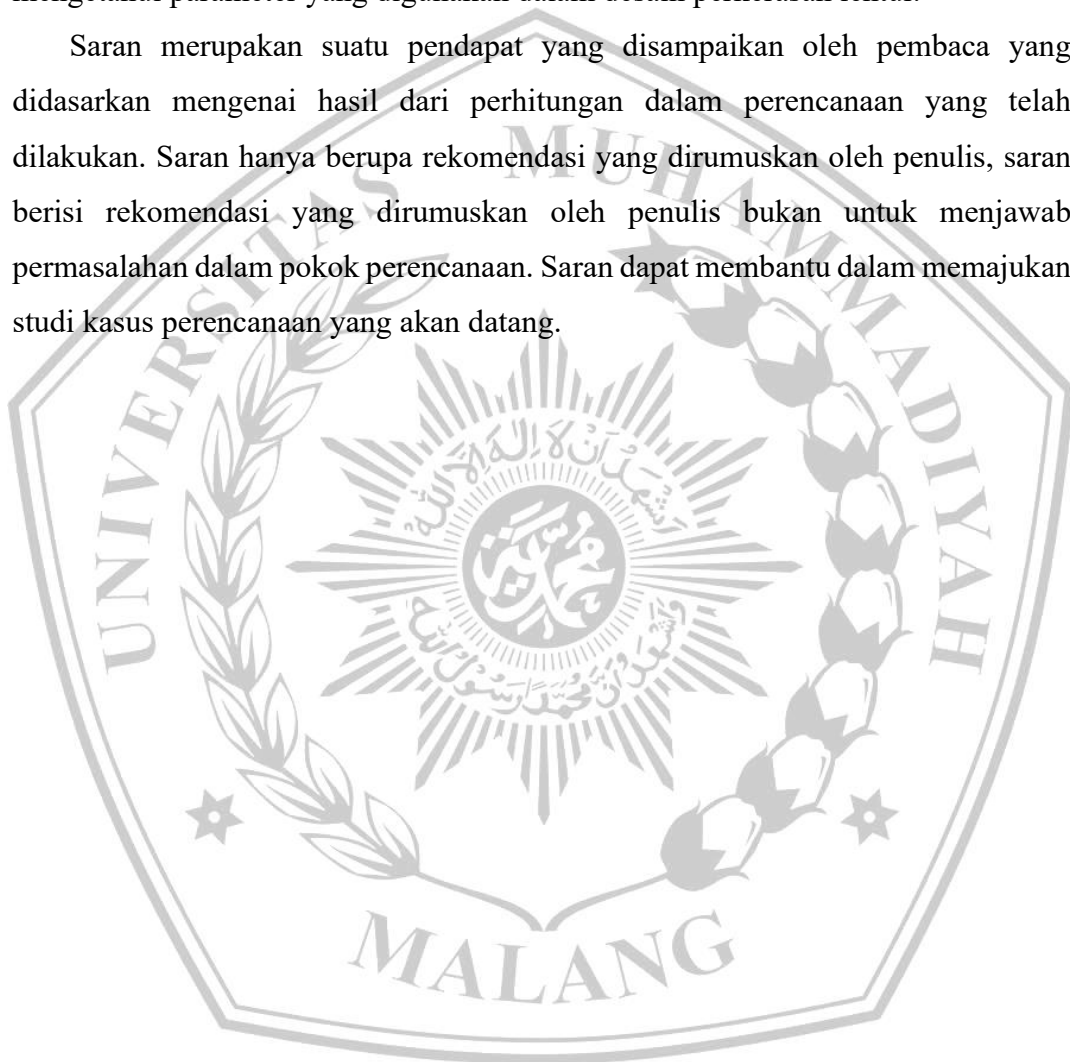 Saran merupakan suatu pendapat yang disampaikan oleh pembaca yang
didasarkan mengenai hasil dari perhitungan dalam perencanaan yang telah
dilakukan. Saran hanya berupa rekomendasi yang dirumuskan oleh penulis, saran
berisi rekomendasi yang dirumuskan oleh penulis bukan untuk menjawab
permasalahan dalam pokok perencanaan. Saran dapat membantu dalam memajukan
studi kasus perencanaan yang akan datang.
UNIVERSITAS MUHAMMADIYAH
MALANG